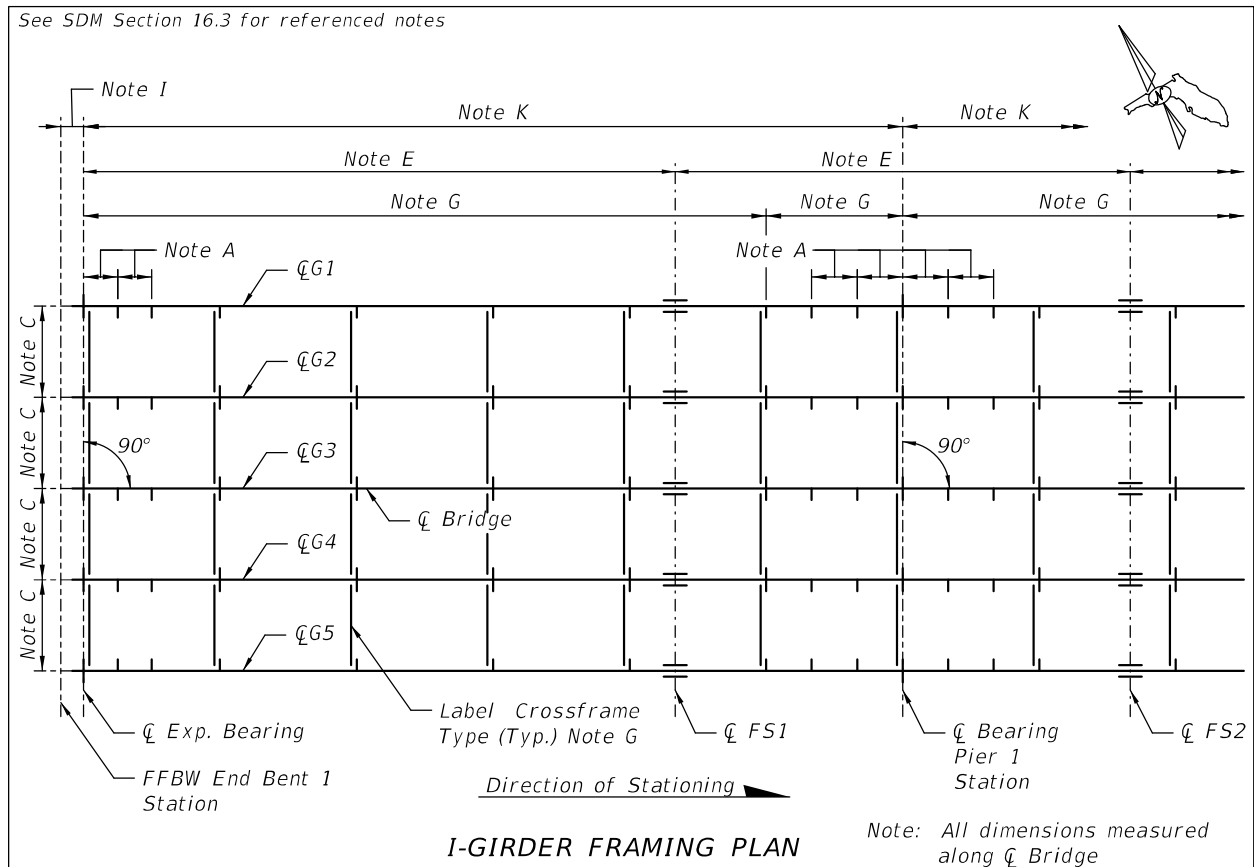 See SDM Section 16.3 for referenced notes
N
Note I
Note K
Note K
Note E
Note E
Note G
Note G
Note G
Note A
Note A
℄G1
Note C
℄G2
Note C
90°
℄G3
90°
℄ Bridge
Note C
℄G4
Note C
℄G5
℄ Exp. Bearing
Label Crossframe
Type (Typ.) Note G
℄ FS1
℄ Bearing
Pier 1
Station
℄ FS2
FFBW End Bent 1
Station
Direction of Stationing
I-GIRDER FRAMING PLAN
Note: All dimensions measured
along ℄ Bridge